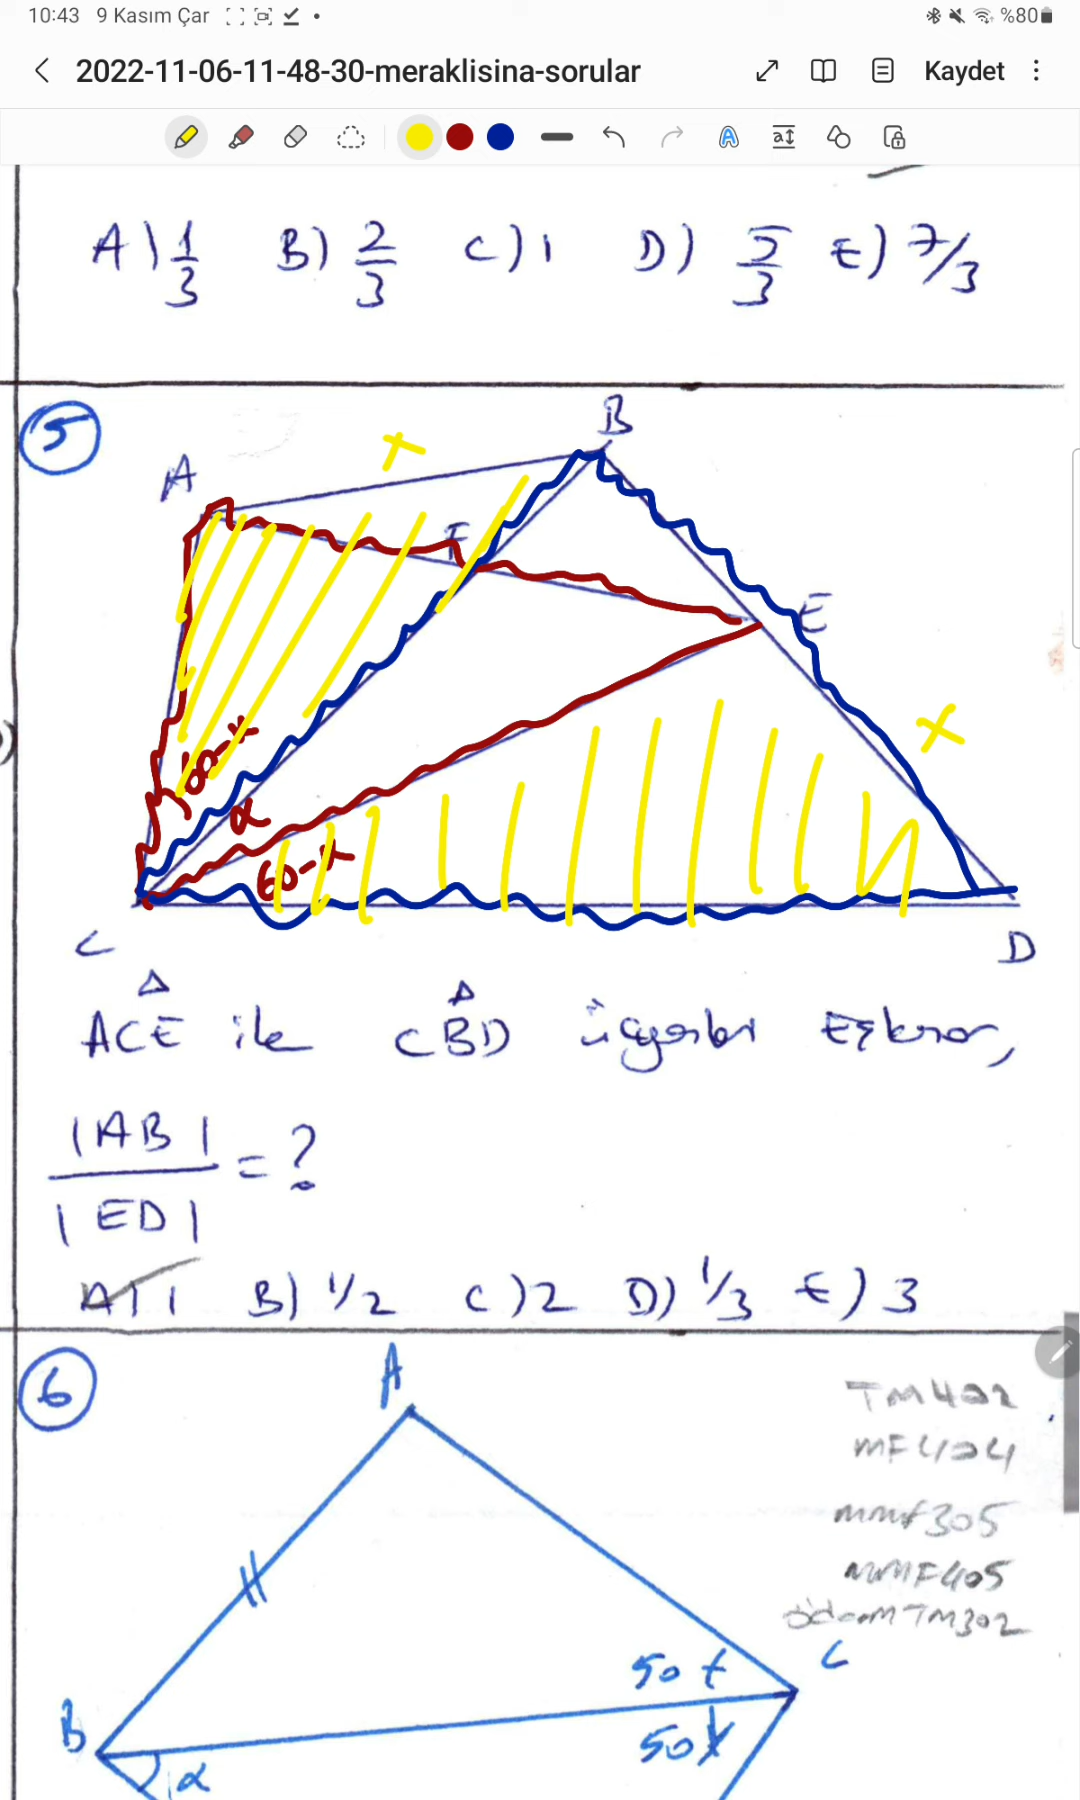 10:43 9 Kasım Çar
%80
2022-11-06-11-48-30-meraklisina-sorular
Kaydet
A) 1/3 B) 2/3 C) 1 D) 5/3 E) 7/3
5
B
x
A
F
E
60-x
x
α
60-x
C
D
ACE ile CBD üçgenleri Eşkenar,
|AB|/|ED| = ?
A) 1 B) 1/2 C) 2 D) 1/3 E) 3
6
A
TM402
MF404
MMF305
MMF405
TM302
C
50
50
B
α